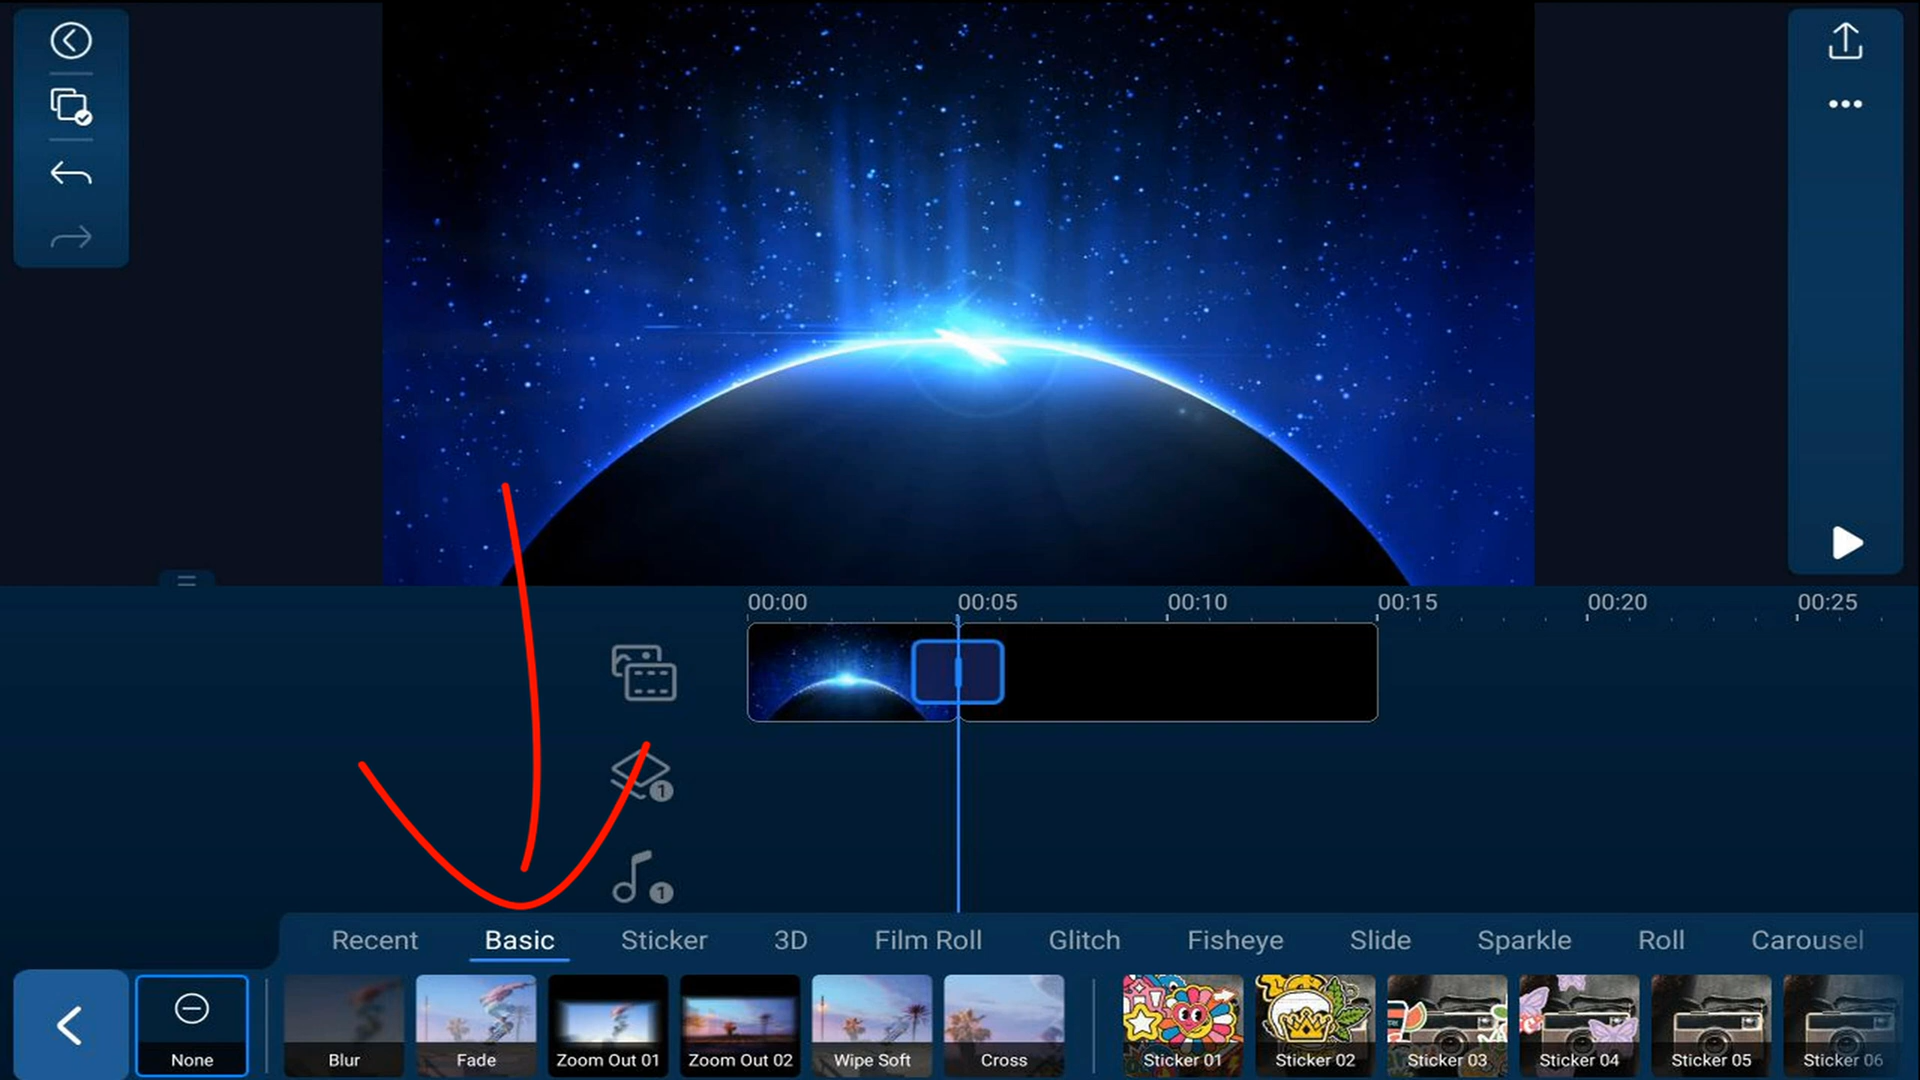 00:00 00:05 00:10 00:15 00:20 00:25
1
1
Recent Basic Sticker 3D Film Roll Glitch Fisheye Slide Sparkle Roll Carousel
None Blur Fade Zoom Out 01 Zoom Out 02 Wipe Soft Cross Sticker 01 Sticker 02 Sticker 03 Sticker 04 Sticker 05 Sticker 06